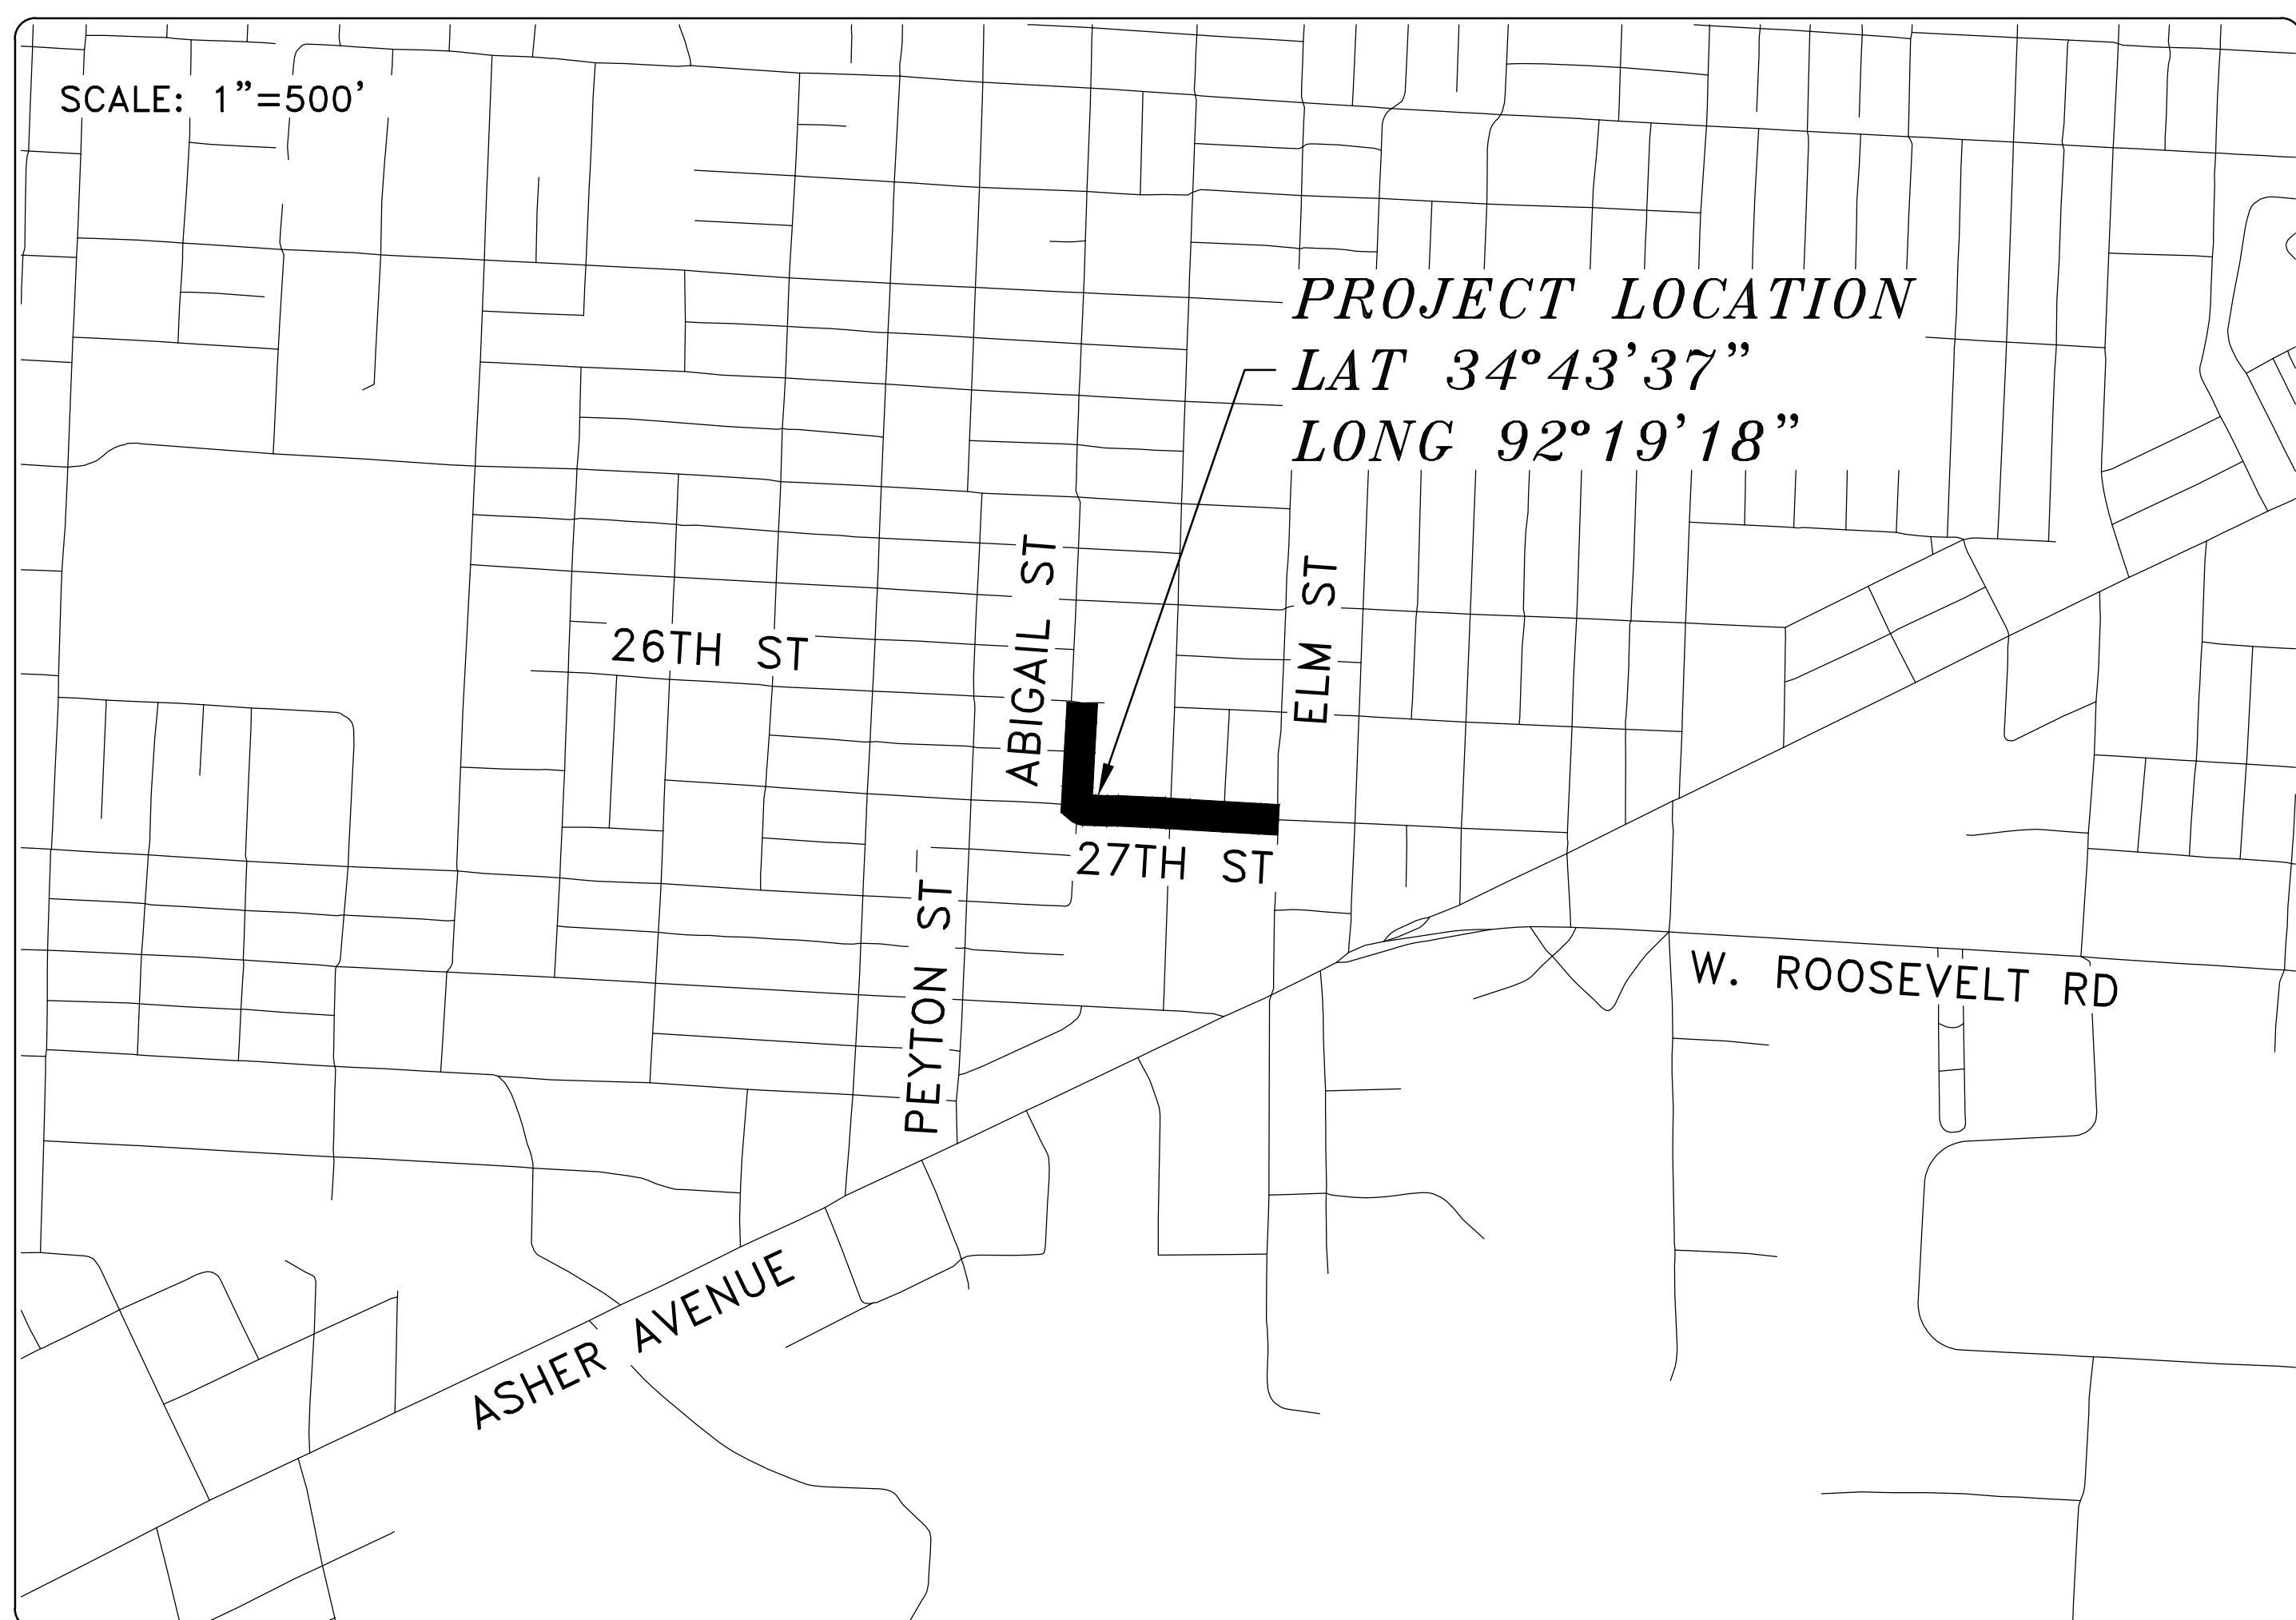 SCALE: 1”=500’
PROJECT LOCATION
LAT 34°43’37”
LONG 92°19’18”
ABIGAIL ST
ELM ST
26TH ST
27TH ST
PEYTON ST
W. ROOSEVELT RD
ASHER AVENUE